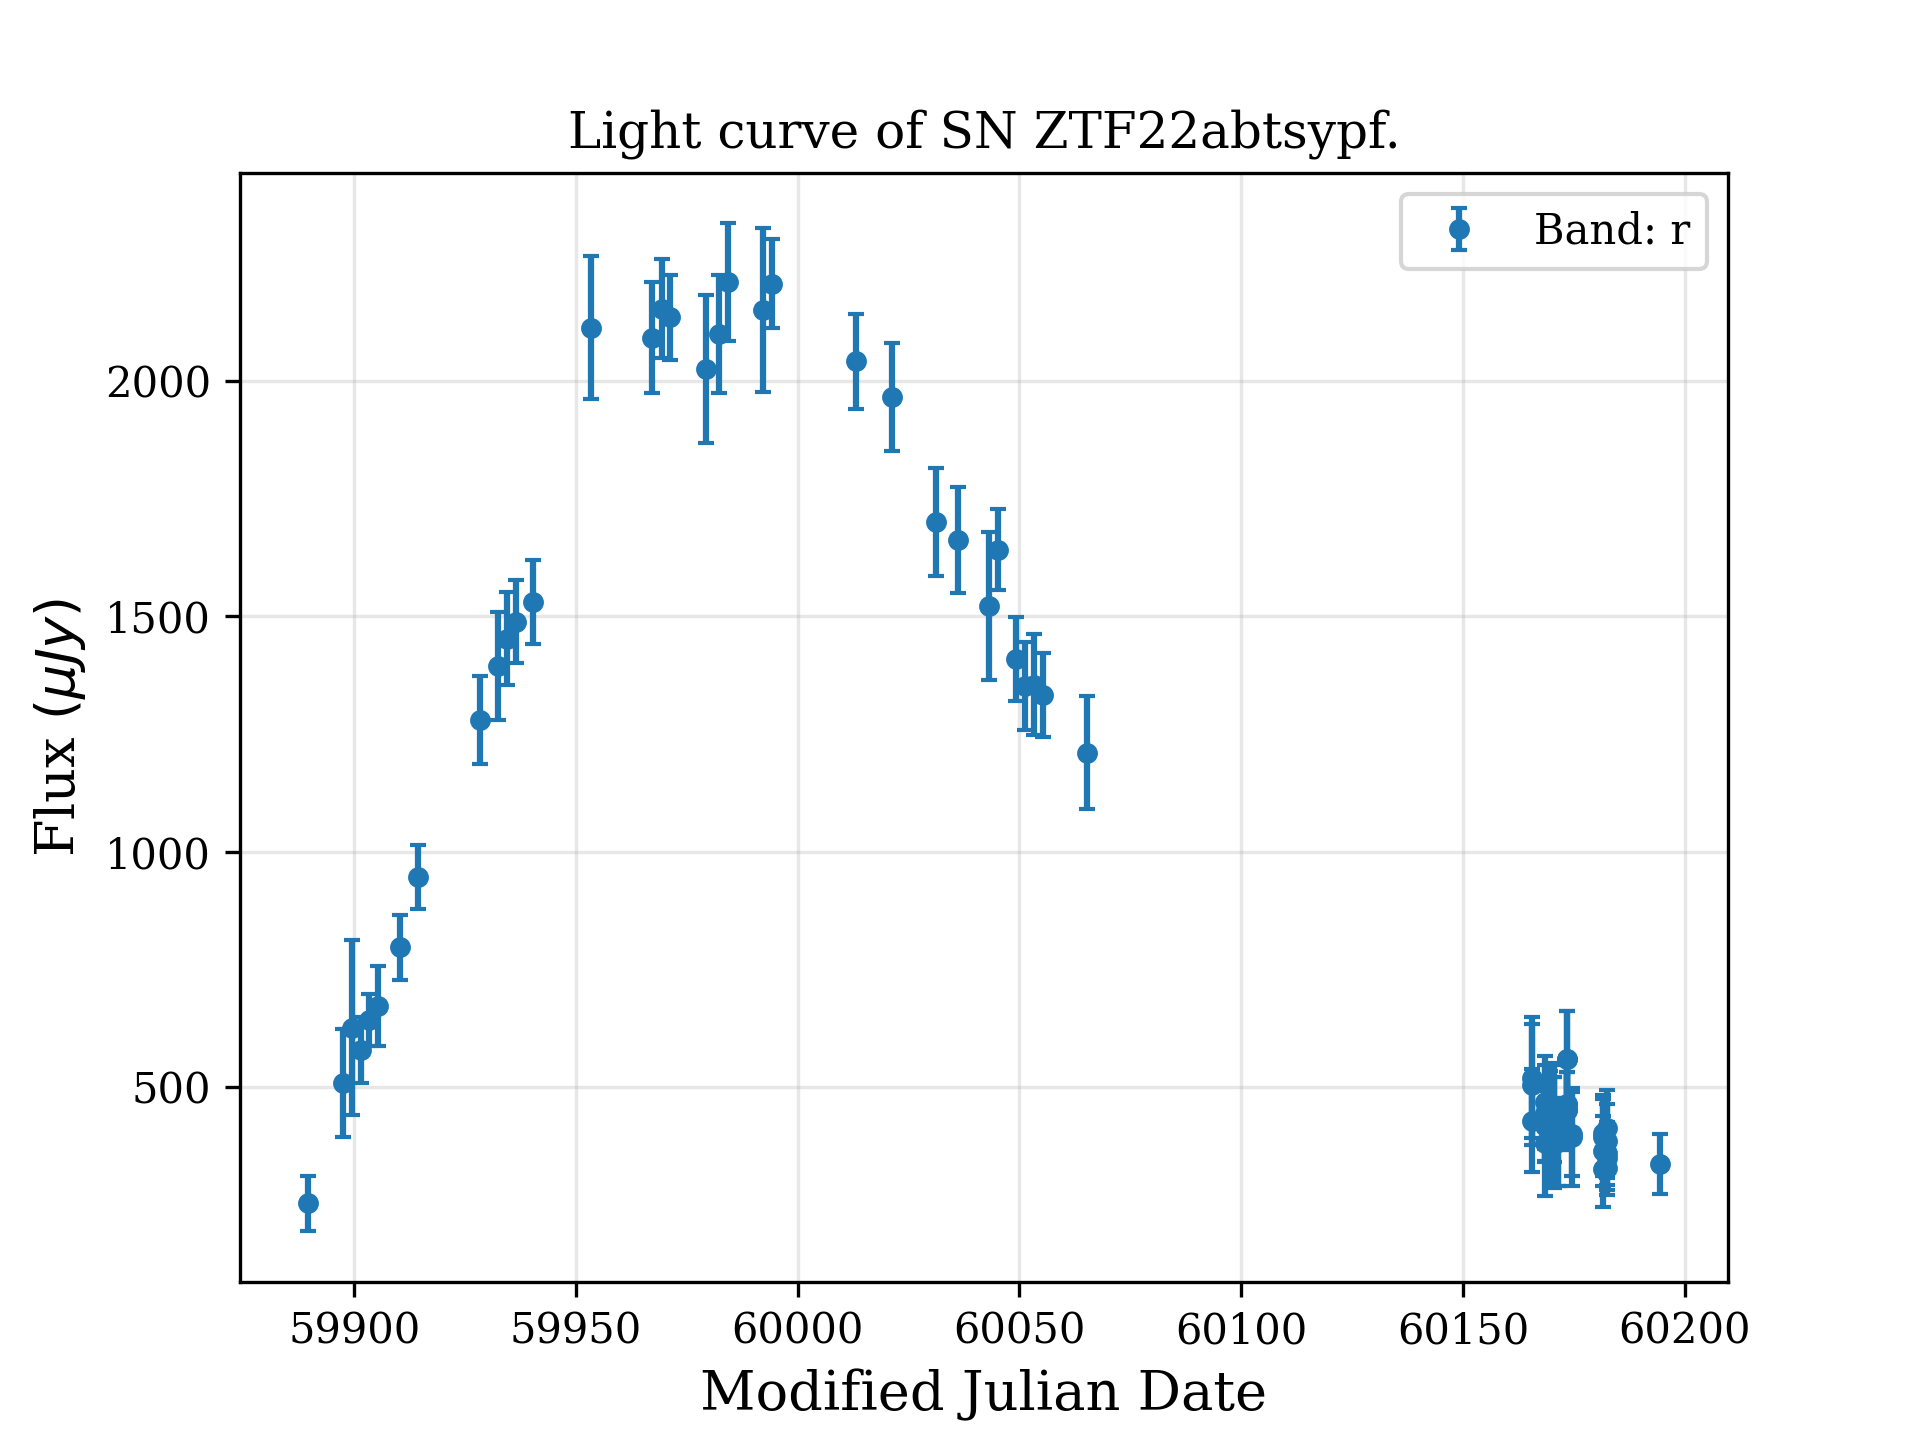 Light curve of SN ZTF22abtsypf.
Band: r
Flux (μJy)
2000
1500
1000
500
59900 59950 60000 60050 60100 60150 60200
Modified Julian Date